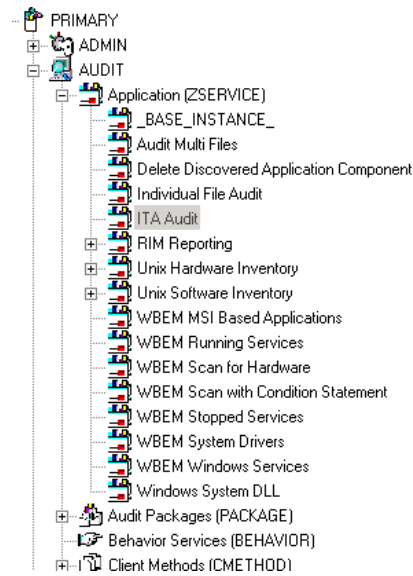 PRIMARY
ADMIN
AUDIT
Application (ZSERVICE)
_BASE_INSTANCE_
Audit Multi Files
Delete Discovered Application Component
Individual File Audit
ITA Audit
RIM Reporting
Unix Hardware Inventory
Unix Software Inventory
WBEM MSI Based Applications
WBEM Running Services
WBEM Scan for Hardware
WBEM Scan with Condition Statement
WBEM Stopped Services
WBEM System Drivers
WBEM Windows Services
Windows System DLL
Audit Packages (PACKAGE)
Behavior Services (BEHAVIOR)
Client Methods (CMETHOD)